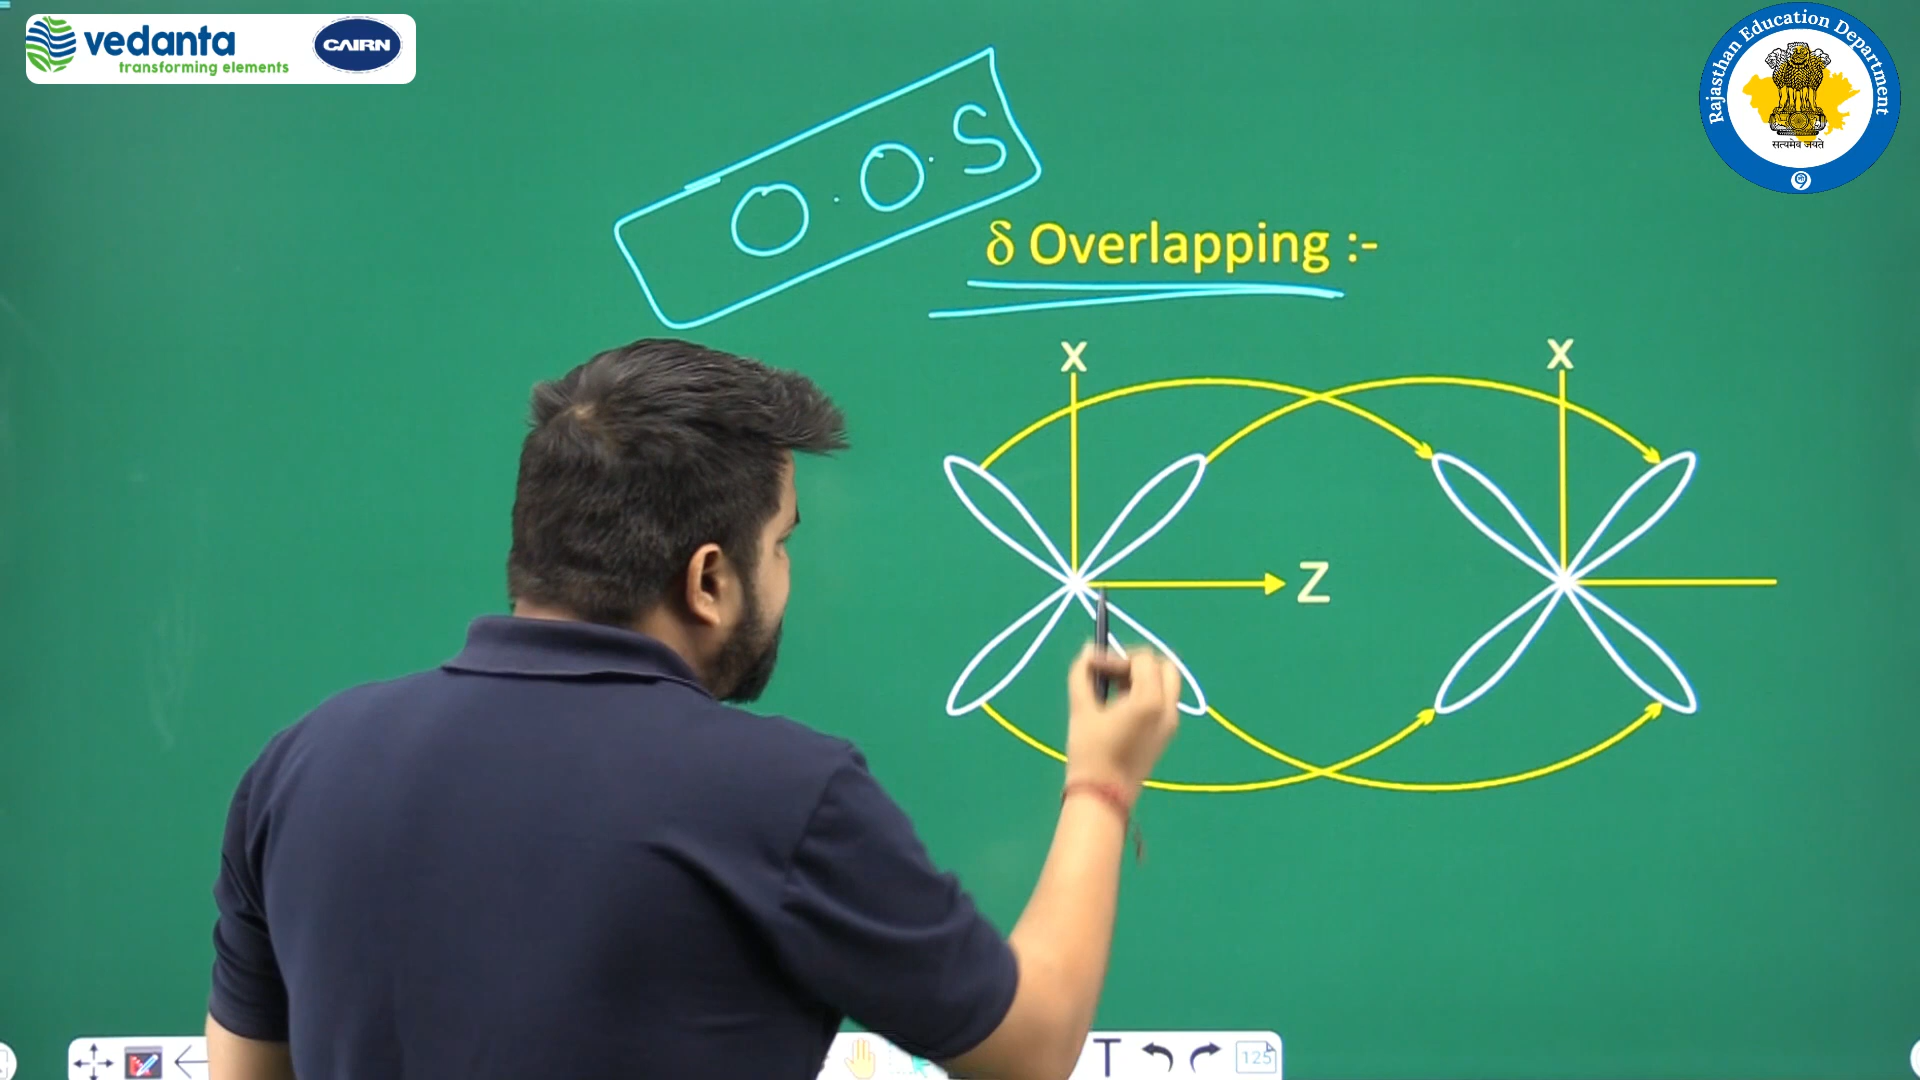 vedanta
transforming elements
CAIRN
Rajasthan Education Department
सत्यमेव जयते
O.O.S
δ Overlapping :-
X
X
Z
T
125